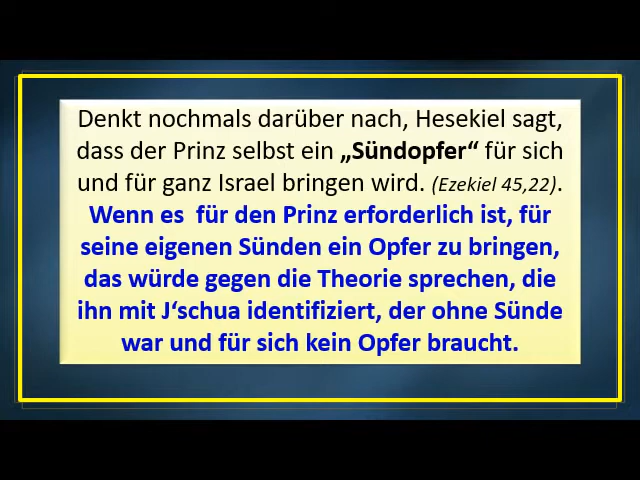 Denkt nochmals darüber nach, Hesekiel sagt,
dass der Prinz selbst ein „Sündopfer“ für sich
und für ganz Israel bringen wird. (Ezekiel 45,22).
Wenn es für den Prinz erforderlich ist, für
seine eigenen Sünden ein Opfer zu bringen,
das würde gegen die Theorie sprechen, die
ihn mit J‘schua identifiziert, der ohne Sünde
war und für sich kein Opfer braucht.